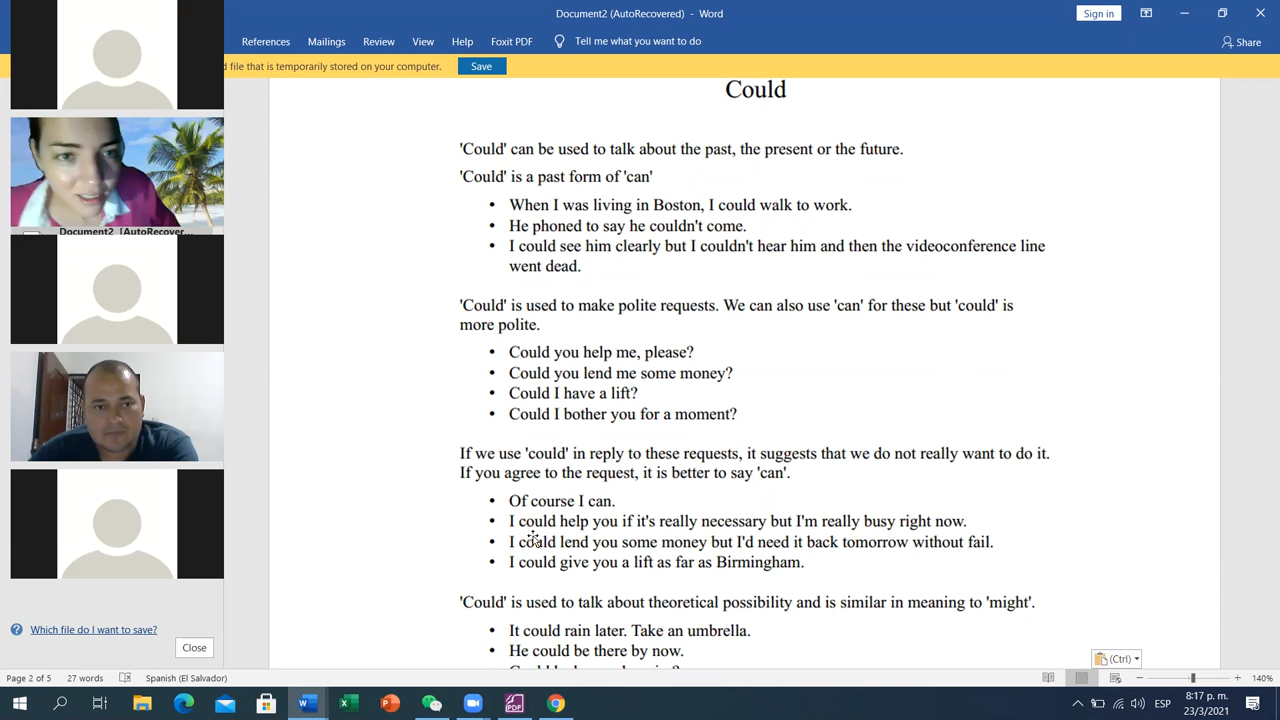 Document2 (AutoRecovered) - Word
Sign in
References
Mailings
Review
View
Help
Foxit PDF
Tell me what you want to do
Share
file that is temporarily stored on your computer.
Save
Could
'Could' can be used to talk about the past, the present or the future.
'Could' is a past form of 'can'
• When I was living in Boston, I could walk to work.
• He phoned to say he couldn't come.
• I could see him clearly but I couldn't hear him and then the videoconference line
went dead.
'Could' is used to make polite requests. We can also use 'can' for these but 'could' is
more polite.
• Could you help me, please?
• Could you lend me some money?
• Could I have a lift?
• Could I bother you for a moment?
If we use 'could' in reply to these requests, it suggests that we do not really want to do it.
If you agree to the request, it is better to say 'can'.
• Of course I can.
• I could help you if it's really necessary but I'm really busy right now.
• I could lend you some money but I'd need it back tomorrow without fail.
• I could give you a lift as far as Birmingham.
'Could' is used to talk about theoretical possibility and is similar in meaning to 'might'.
• It could rain later. Take an umbrella.
• He could be there by now.
Document2 [AutoRecover...
Which file do I want to save?
Close
(Ctrl)
Page 2 of 5
27 words
Spanish (El Salvador)
140%
ESP
8:17 p. m.
23/3/2021